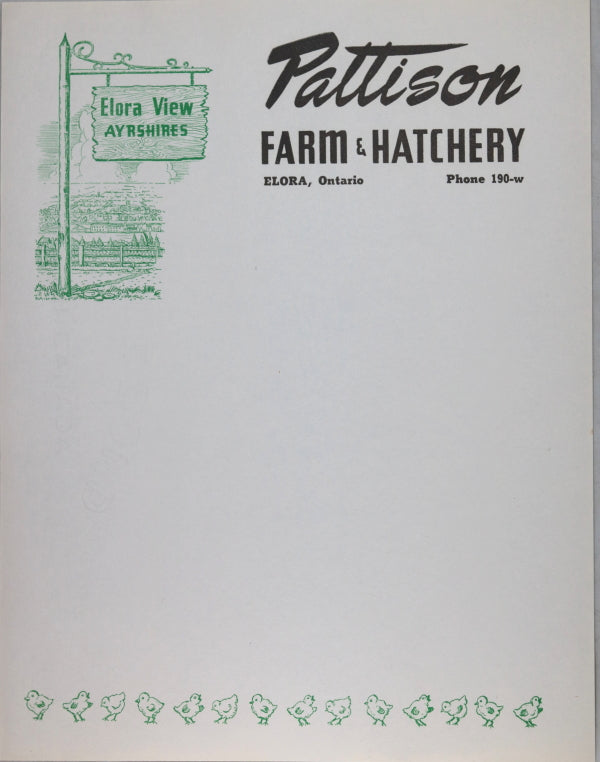 Elora View
AYRSHIRES
Pattison
FARM & HATCHERY
ELORA, Ontario Phone 190-w